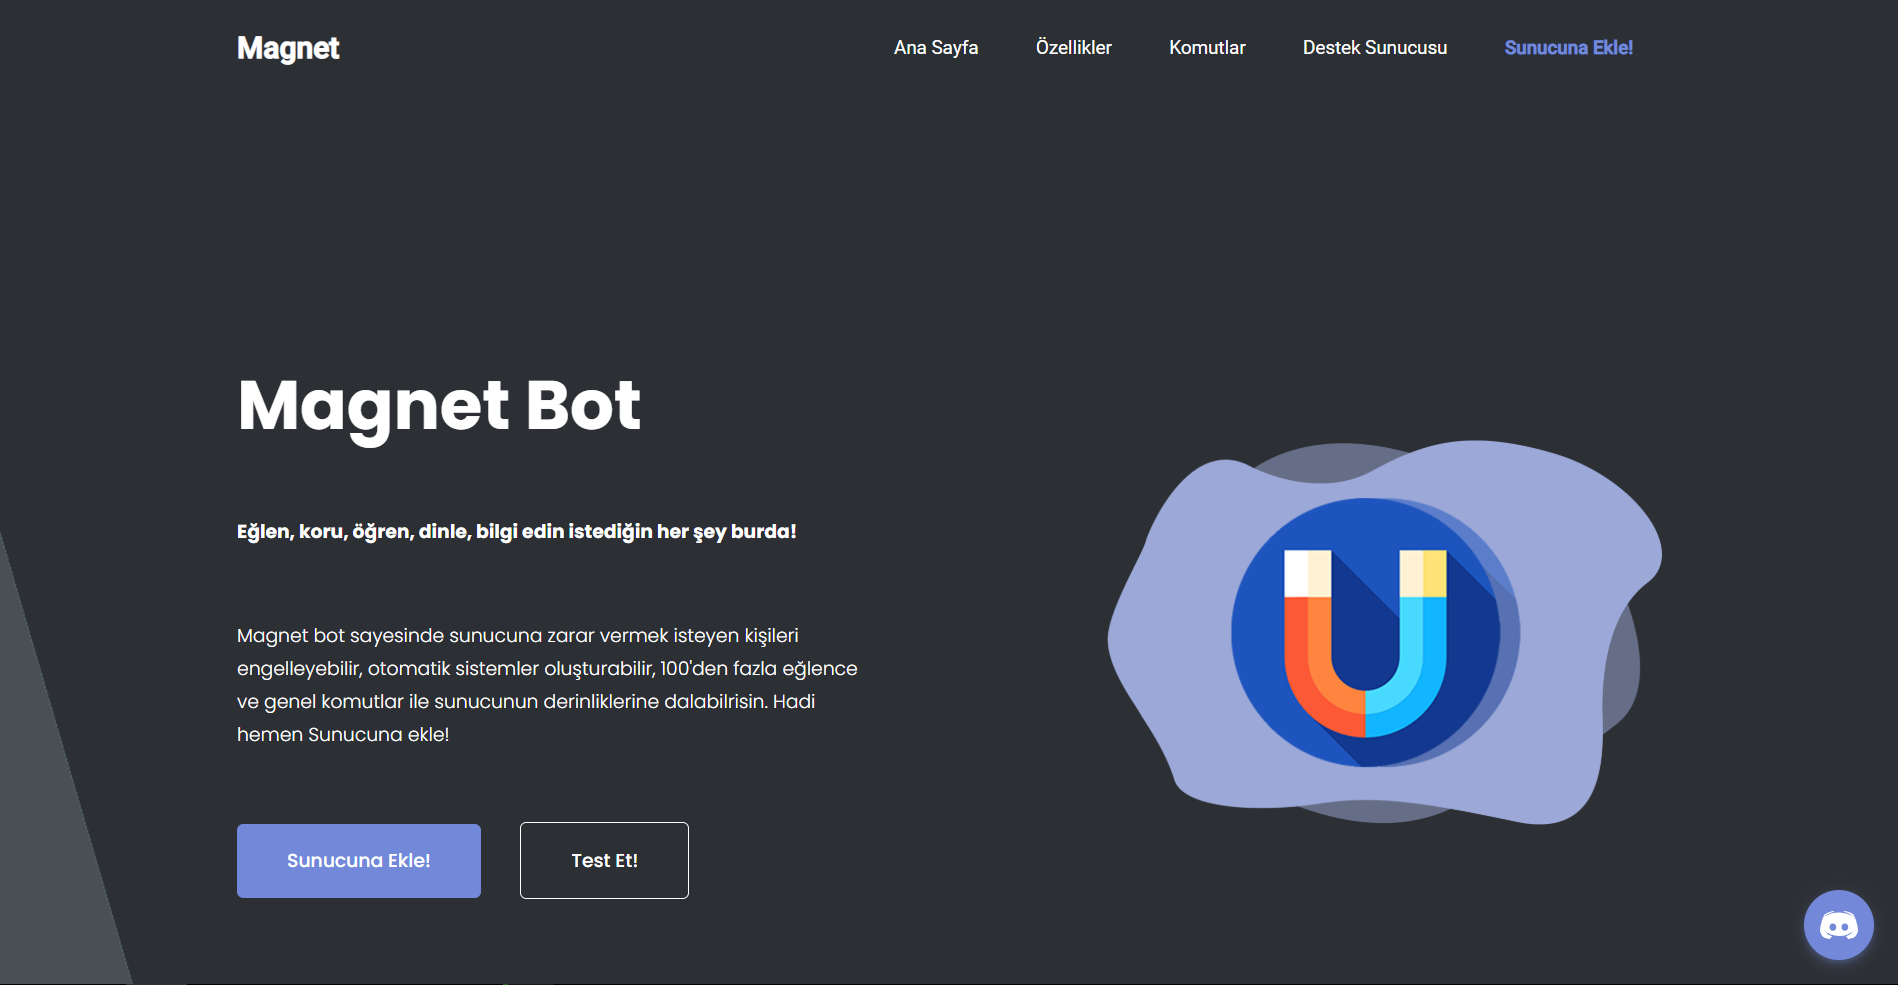 Magnet
Ana Sayfa
Özellikler
Komutlar
Destek Sunucusu
Sunucuna Ekle!
Magnet Bot
Eğlen, koru, öğren, dinle, bilgi edin istediğin her şey burda!
Magnet bot sayesinde sunucuna zarar vermek isteyen kişileri
engelleyebilir, otomatik sistemler oluşturabilir, 100'den fazla eğlence
ve genel komutlar ile sunucunun derinliklerine dalabilrisin. Hadi
hemen Sunucuna ekle!
Sunucuna Ekle!
Test Et!